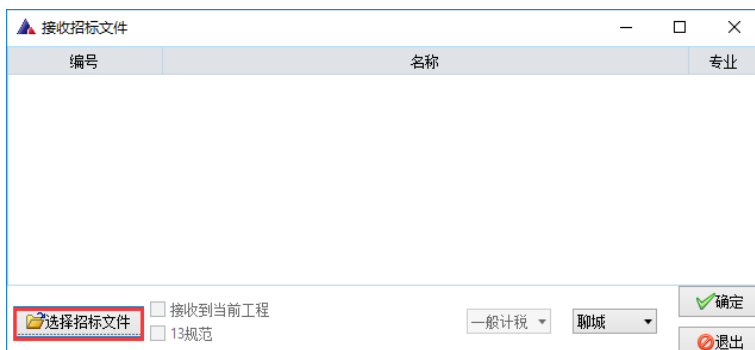 接收招标文件
编号 名称 专业
选择招标文件 接收到当前工程 一般计税 聊城 确定
13规范 退出